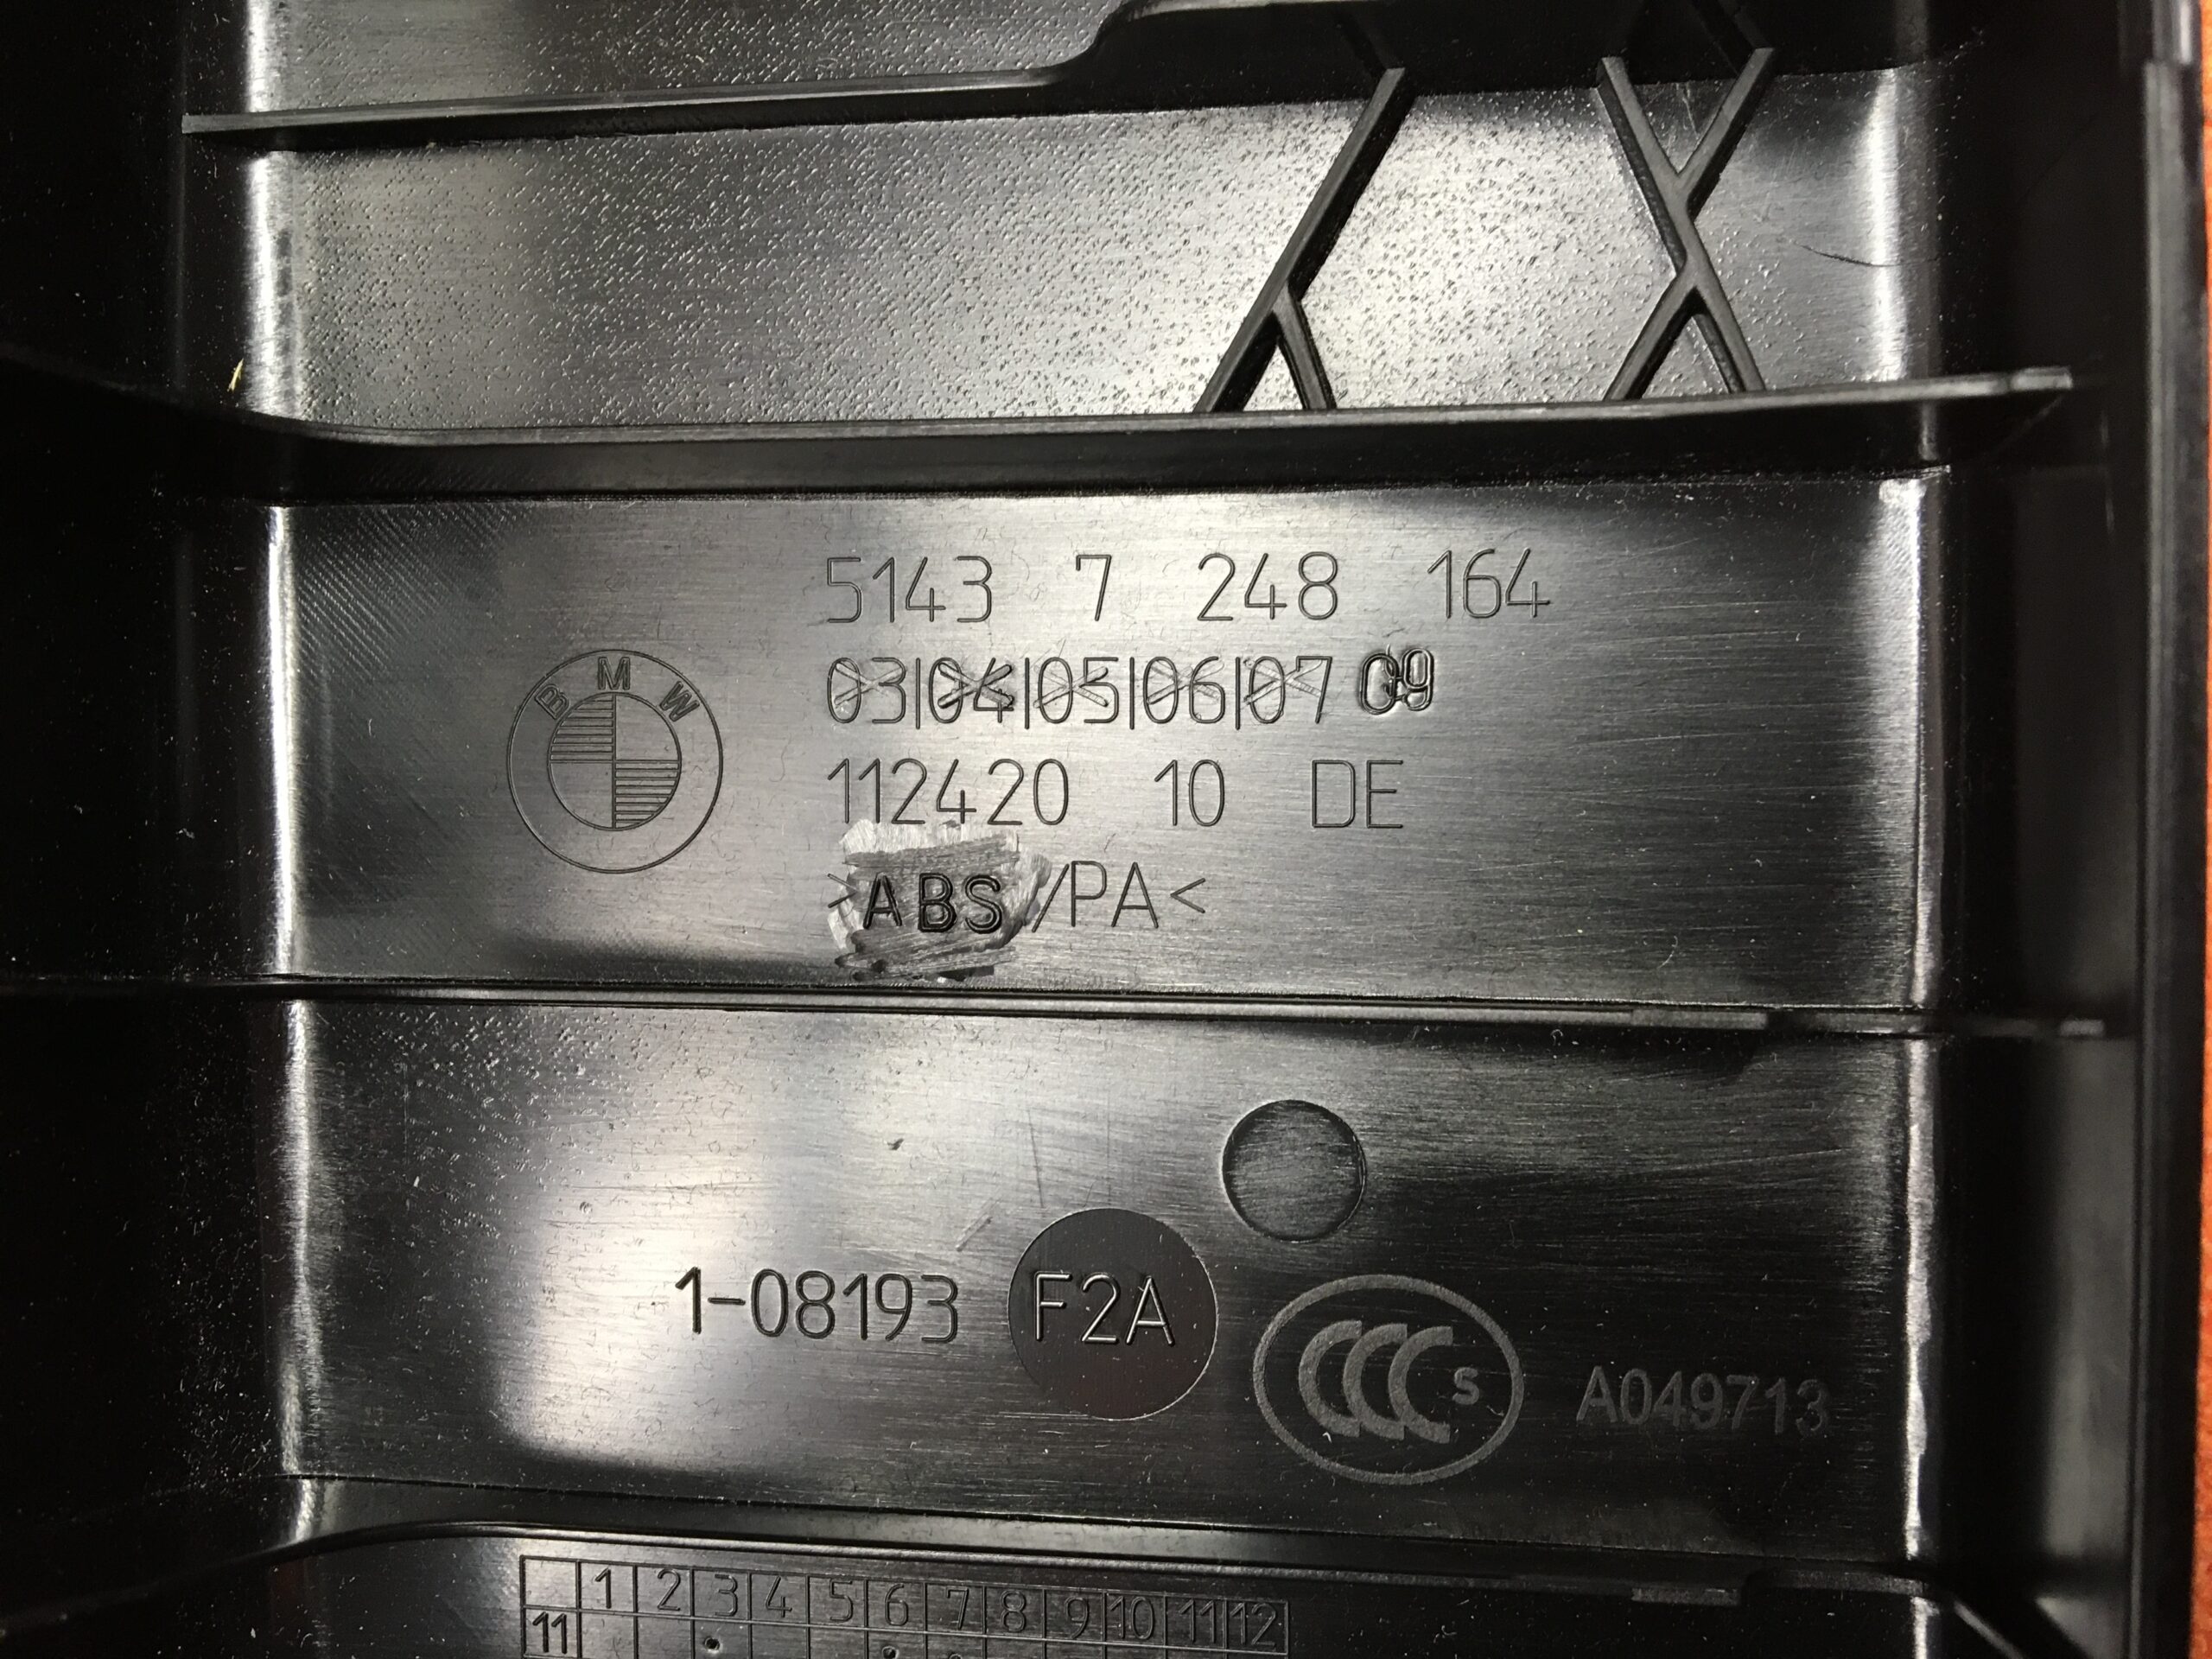 5143 7 248 164
03|04|05|06|07 09
BMW
112420 10 DE
>ABS/PA<
1-08193 F2A
CCC S A049713
1 2 3 4 5 6 7 8 9 10 11 12
11